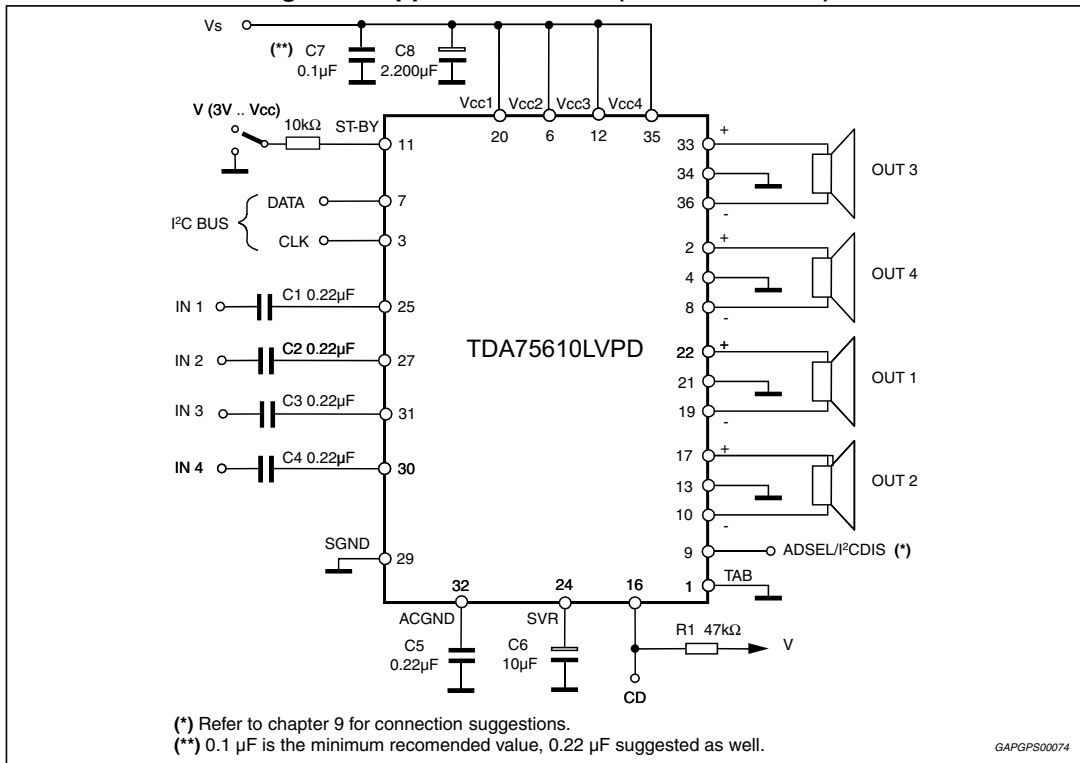 Vs
(**) C7 C8
0.1µF 2.200µF
V (3V .. Vcc)
10kΩ
ST-BY
Vcc1 Vcc2 Vcc3 Vcc4
20 6 12 35
11
I²C BUS
DATA
7
CLK
3
IN 1
C1 0.22µF
25
IN 2
C2 0.22µF
27
IN 3
C3 0.22µF
31
IN 4
C4 0.22µF
30
SGND
29
TDA75610LVPD
33 +
34 OUT 3
36 -
2 +
4 OUT 4
8 -
22 +
21 OUT 1
19 -
17 +
13 OUT 2
10 -
9 ADSEL/I²CDIS (*)
1 TAB
32 24 16
ACGND SVR
C5 C6
0.22µF 10µF
R1 47kΩ
V
CD
(*) Refer to chapter 9 for connection suggestions.
(**) 0.1 µF is the minimum recomended value, 0.22 µF suggested as well.
GAPGPS00074